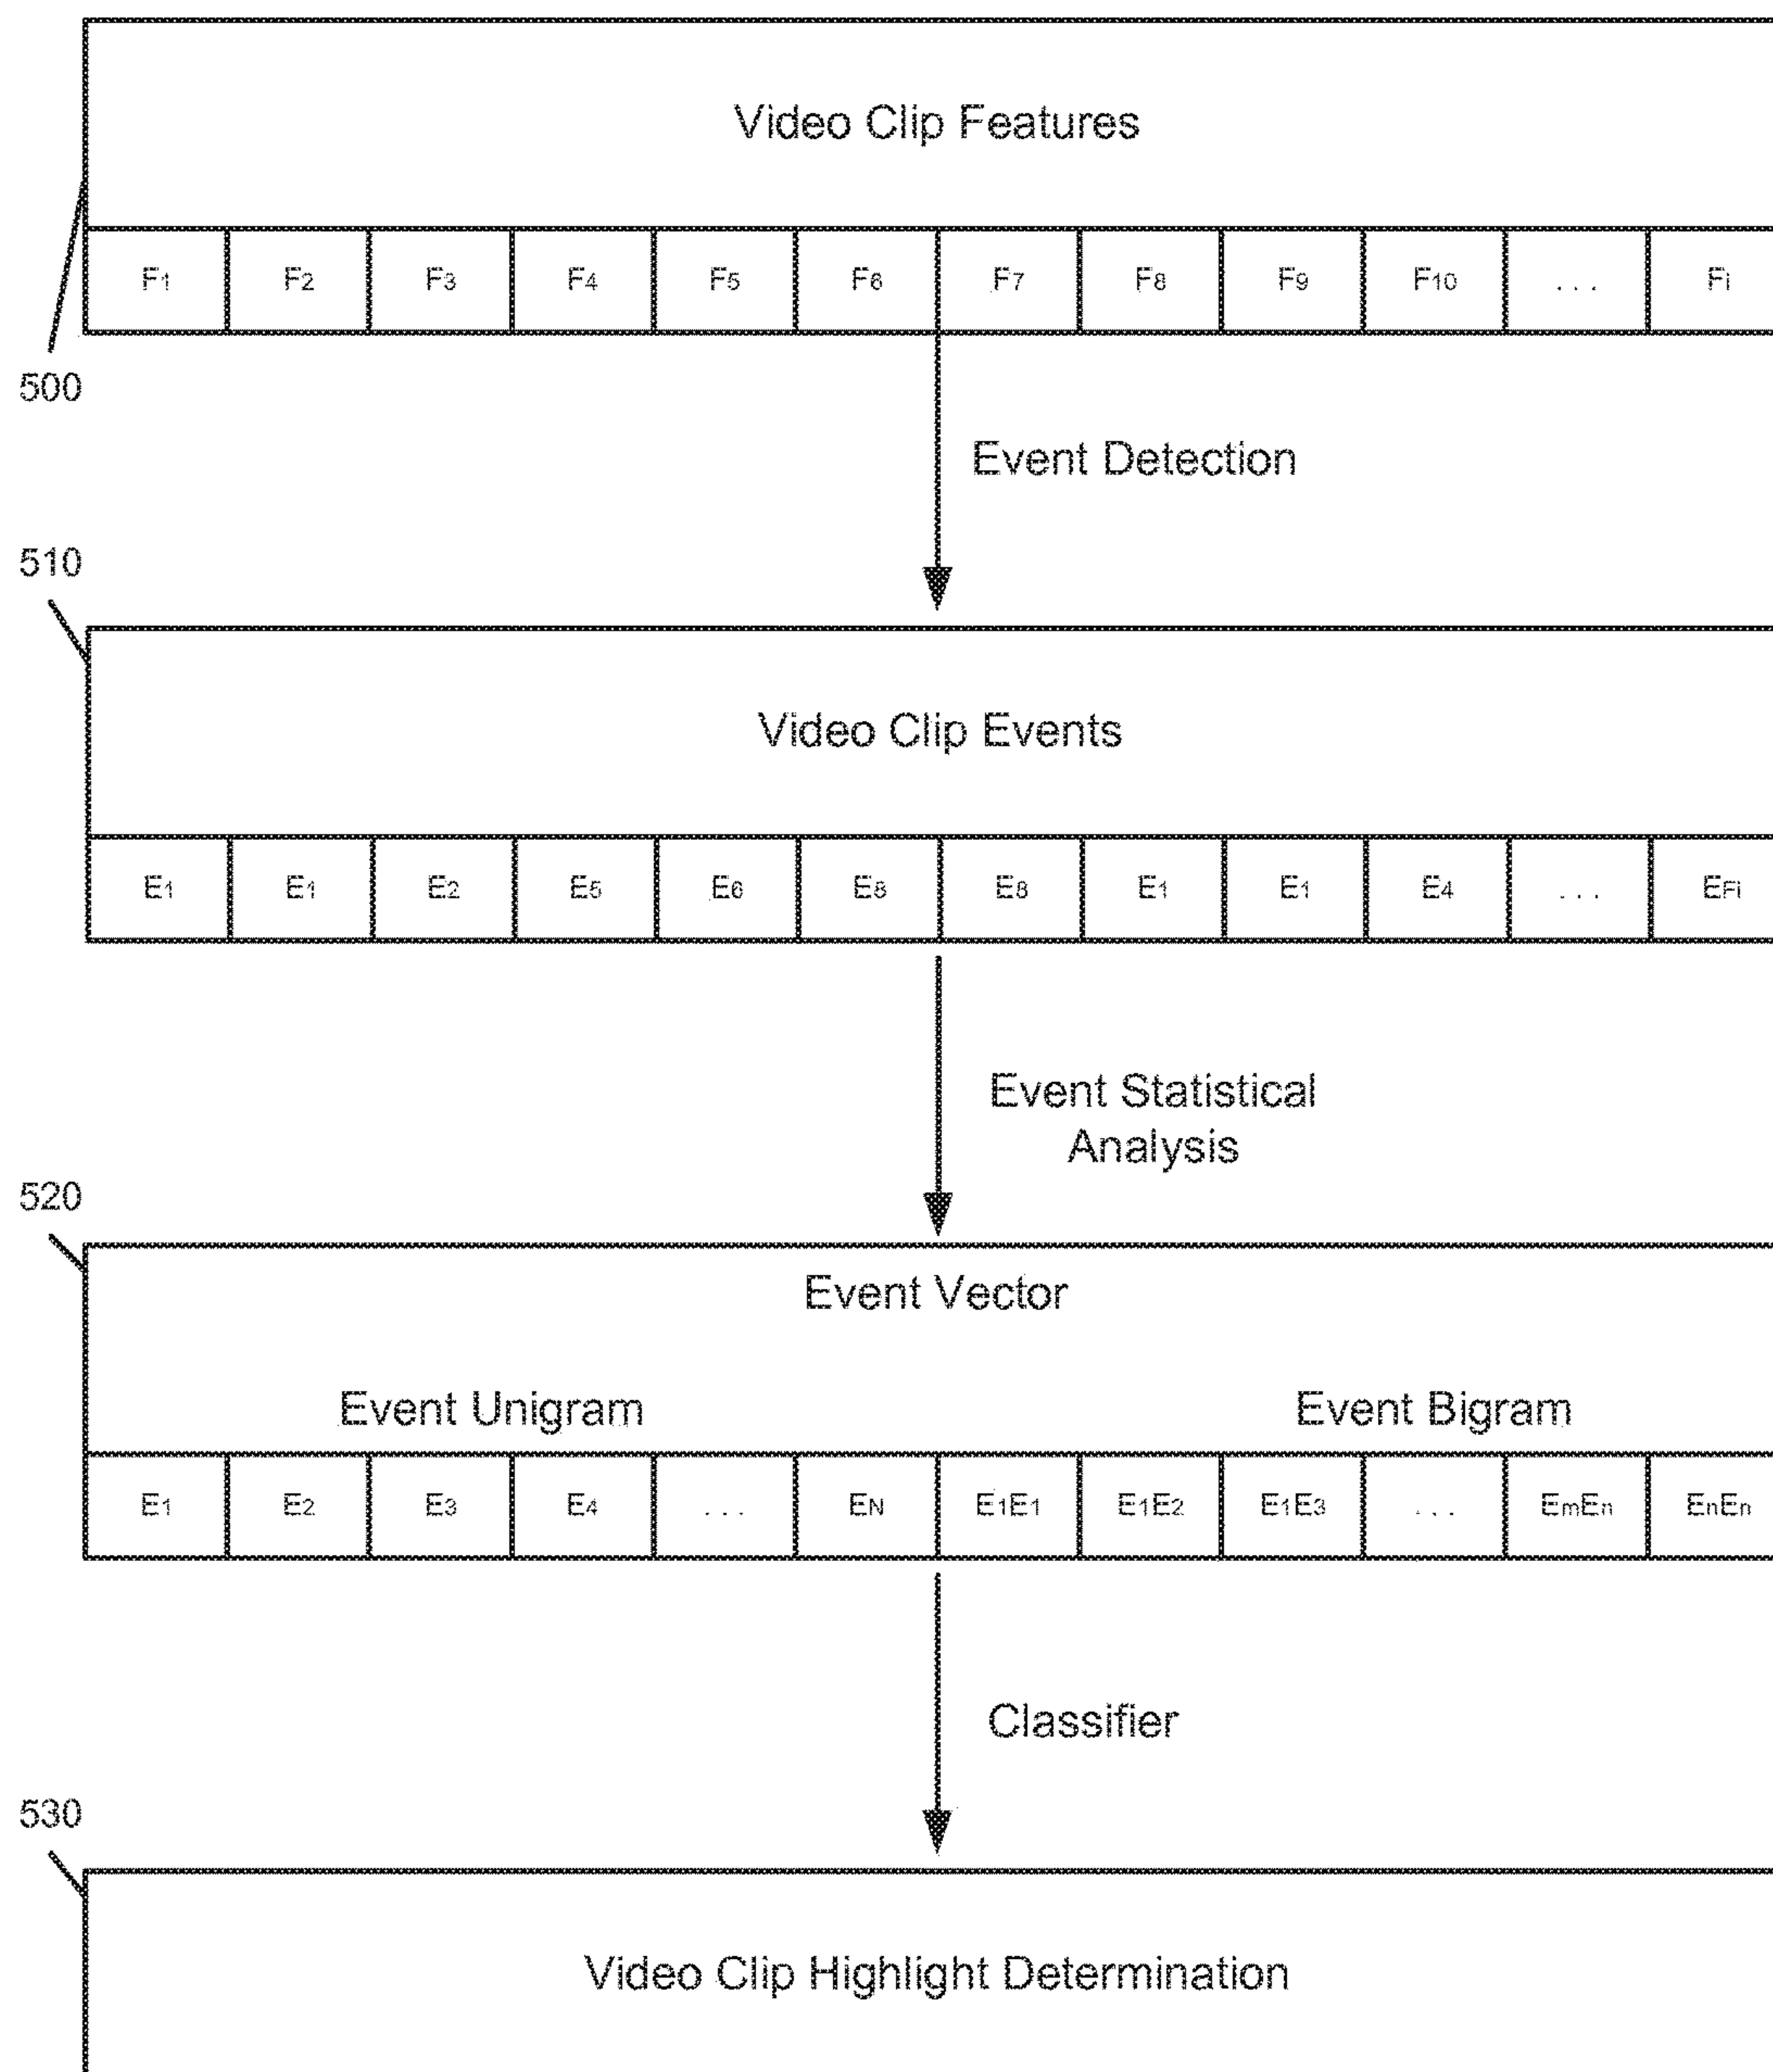 Video Clip Features
F1 F2 F3 F4 F5 F6 F7 F8 F9 F10 ... Fi
500
Event Detection
510
Video Clip Events
E1 E1 E2 E5 E6 E8 E8 E1 E1 E4 ... EFi
Event Statistical
Analysis
520
Event Vector
Event Unigram Event Bigram
E1 E2 E3 E4 ... EN E1E1 E1E2 E1E3 ... EmEn EnEn
Classifier
530
Video Clip Highlight Determination